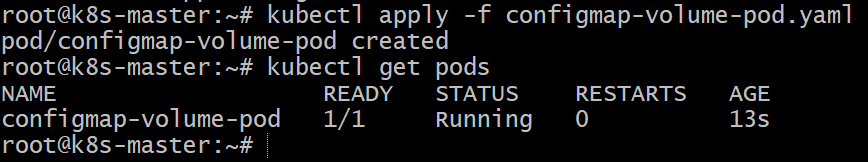 root@k8s-master:~# kubectl apply -f configmap-volume-pod.yaml
pod/configmap-volume-pod created
root@k8s-master:~# kubectl get pods
NAME READY STATUS RESTARTS AGE
configmap-volume-pod 1/1 Running 0 13s
root@k8s-master:~#